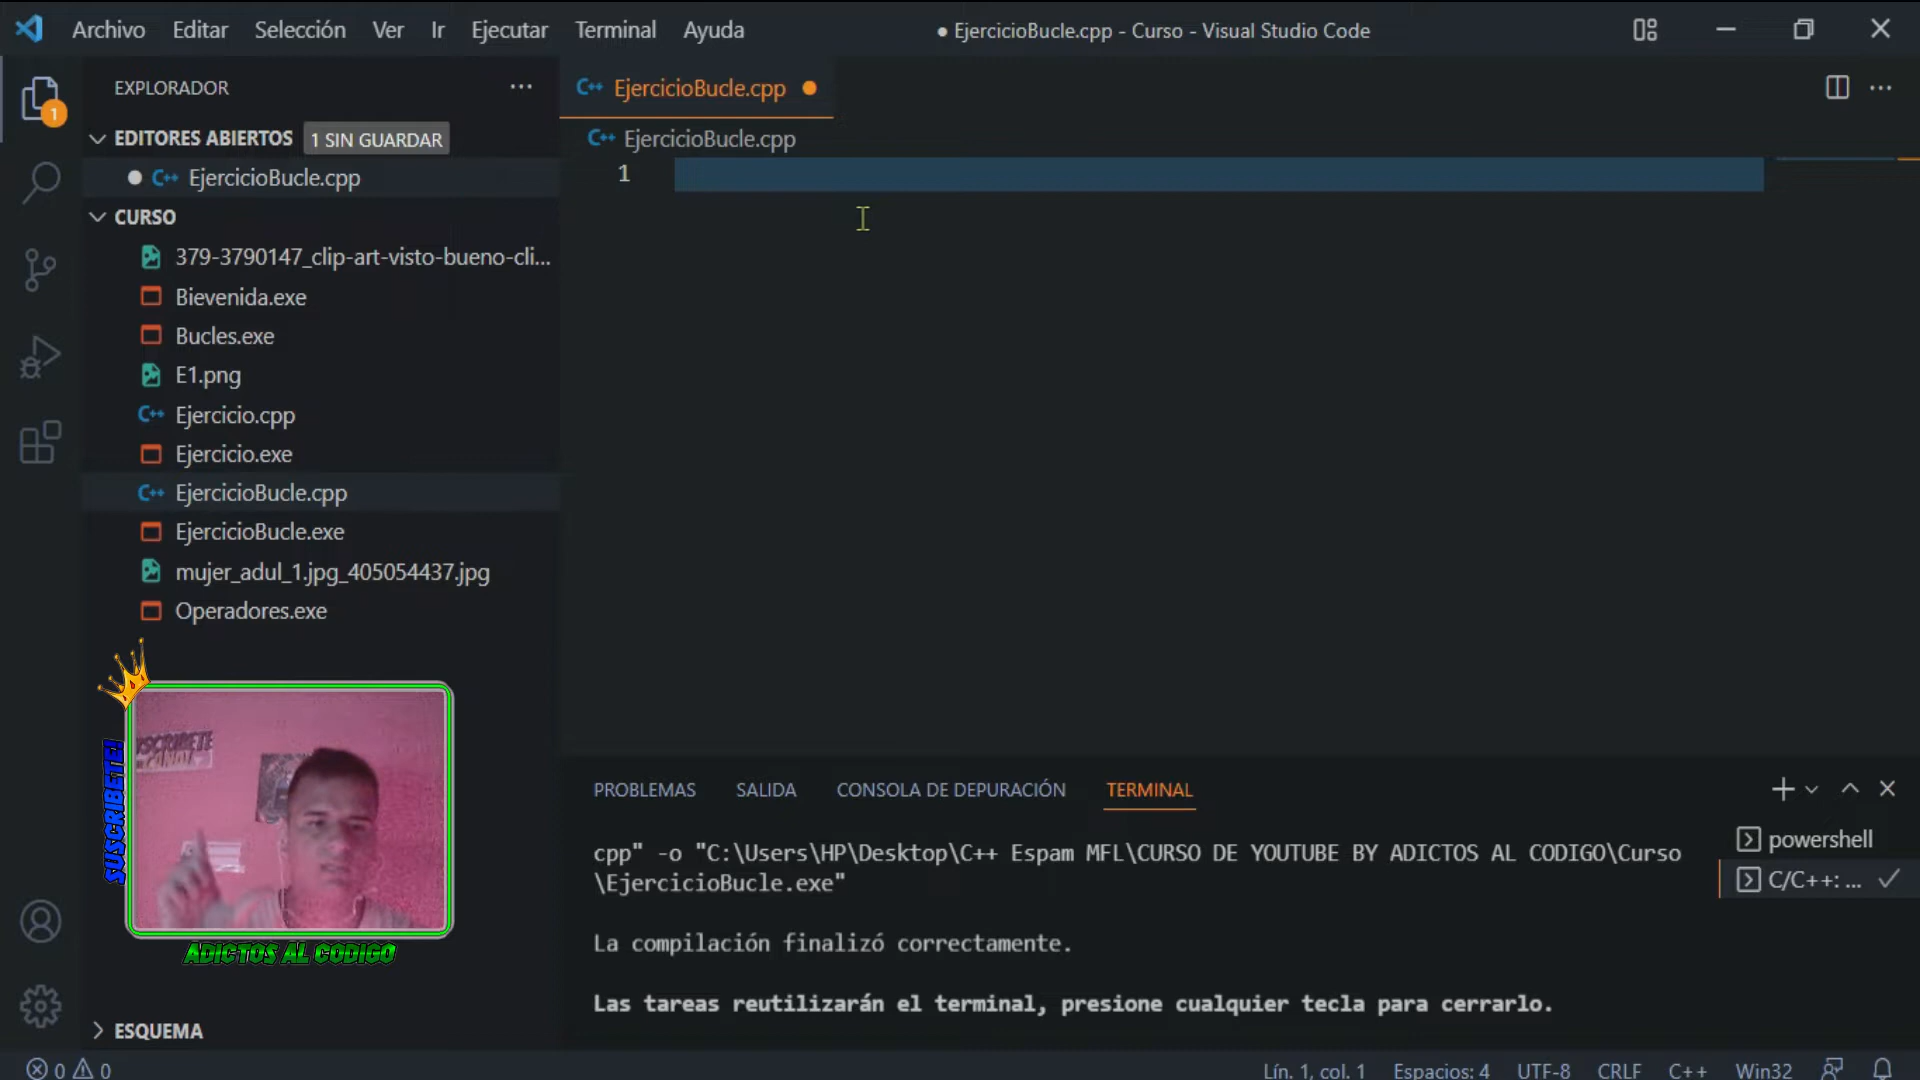 Archivo Editar Selección Ver Ir Ejecutar Terminal Ayuda
● EjercicioBucle.cpp - Curso - Visual Studio Code
EXPLORADOR
1
EDITORES ABIERTOS 1 SIN GUARDAR
C++ EjercicioBucle.cpp
CURSO
379-3790147_clip-art-visto-bueno-cli...
Bievenida.exe
Bucles.exe
E1.png
C++ Ejercicio.cpp
Ejercicio.exe
C++ EjercicioBucle.cpp
EjercicioBucle.exe
mujer_adul_1.jpg_405054437.jpg
Operadores.exe
SUSCRIBETE!
ADICTOS AL CODIGO
ESQUEMA
C++ EjercicioBucle.cpp
C++ EjercicioBucle.cpp
1
PROBLEMAS SALIDA CONSOLA DE DEPURACIÓN TERMINAL
cpp" -o "C:\Users\HP\Desktop\C++ Espam MFL\CURSO DE YOUTUBE BY ADICTOS AL CODIGO\Curso
\EjercicioBucle.exe"
La compilación finalizó correctamente.
Las tareas reutilizarán el terminal, presione cualquier tecla para cerrarlo.
powershell
C/C++: ...
0 0
Lín. 1, col. 1 Espacios: 4 UTF-8 CRLF C++ Win32